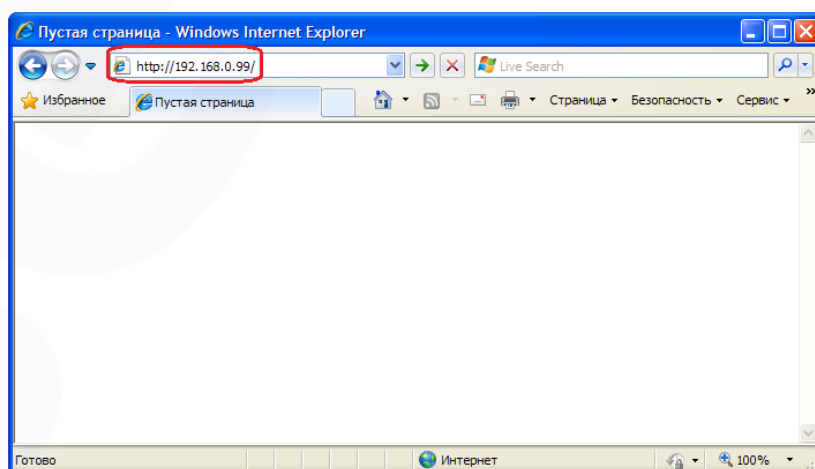 Пустая страница - Windows Internet Explorer
http://192.168.0.99/ Live Search
Избранное Пустая страница Страница Безопасность Сервис »
Готово Интернет 100%